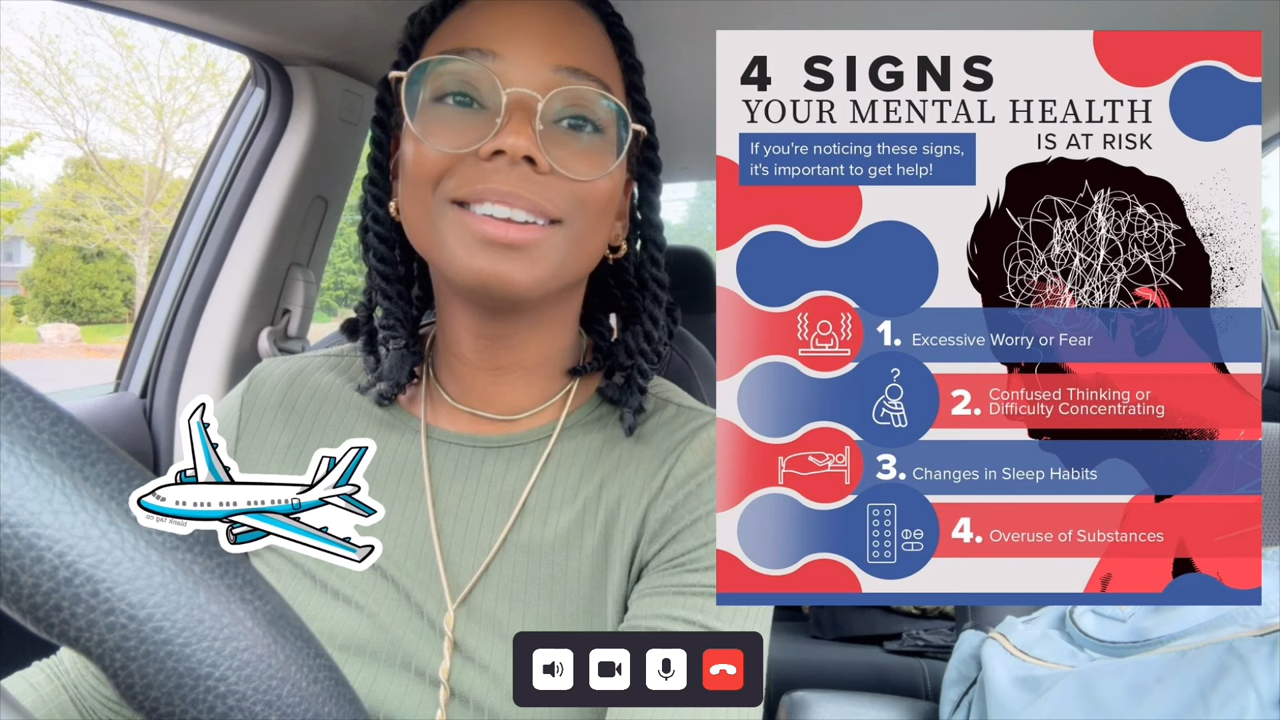 4 SIGNS
YOUR MENTAL HEALTH
IS AT RISK
If you're noticing these signs,
it's important to get help!
1. Excessive Worry or Fear
2. Confused Thinking or
Difficulty Concentrating
3. Changes in Sleep Habits
4. Overuse of Substances